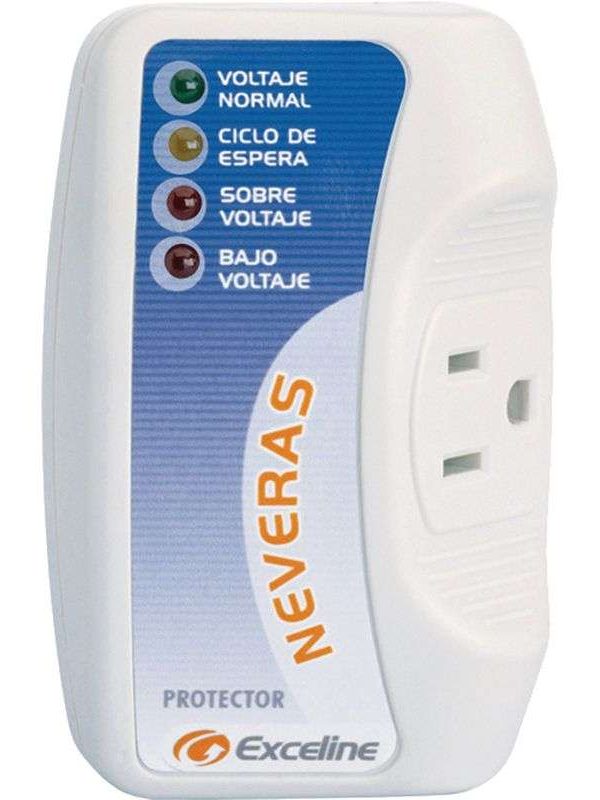 VOLTAJE
NORMAL
CICLO DE
ESPERA
SOBRE
VOLTAJE
BAJO
VOLTAJE
NEVERAS
PROTECTOR
Exceline